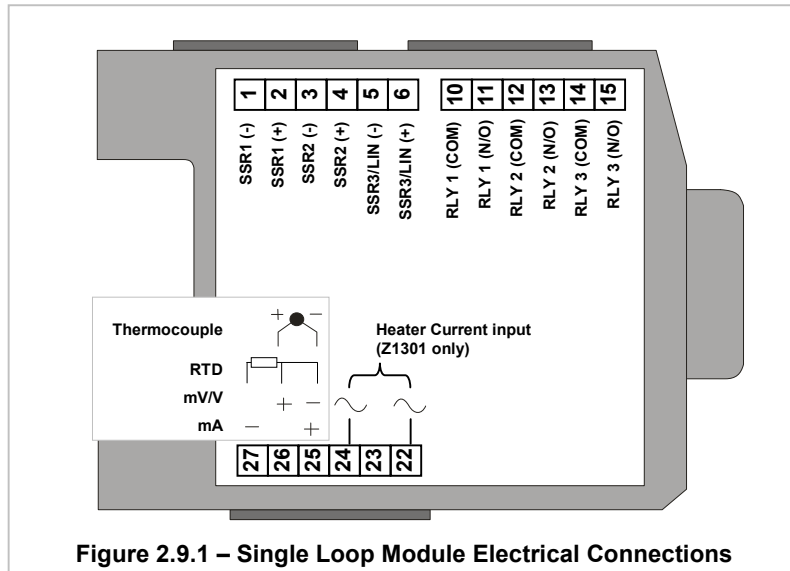 1 2 3 4 5 6 10 11 12 13 14 15
SSR1 (-)
SSR1 (+)
SSR2 (-)
SSR2 (+)
SSR3/LIN (-)
SSR3/LIN (+)
RLY 1 (COM)
RLY 1 (N/O)
RLY 2 (COM)
RLY 2 (N/O)
RLY 3 (COM)
RLY 3 (N/O)
Thermocouple + −
Heater Current input
(Z1301 only)
RTD
mV/V + −
mA − +
27 26 25 24 23 22
Figure 2.9.1 – Single Loop Module Electrical Connections